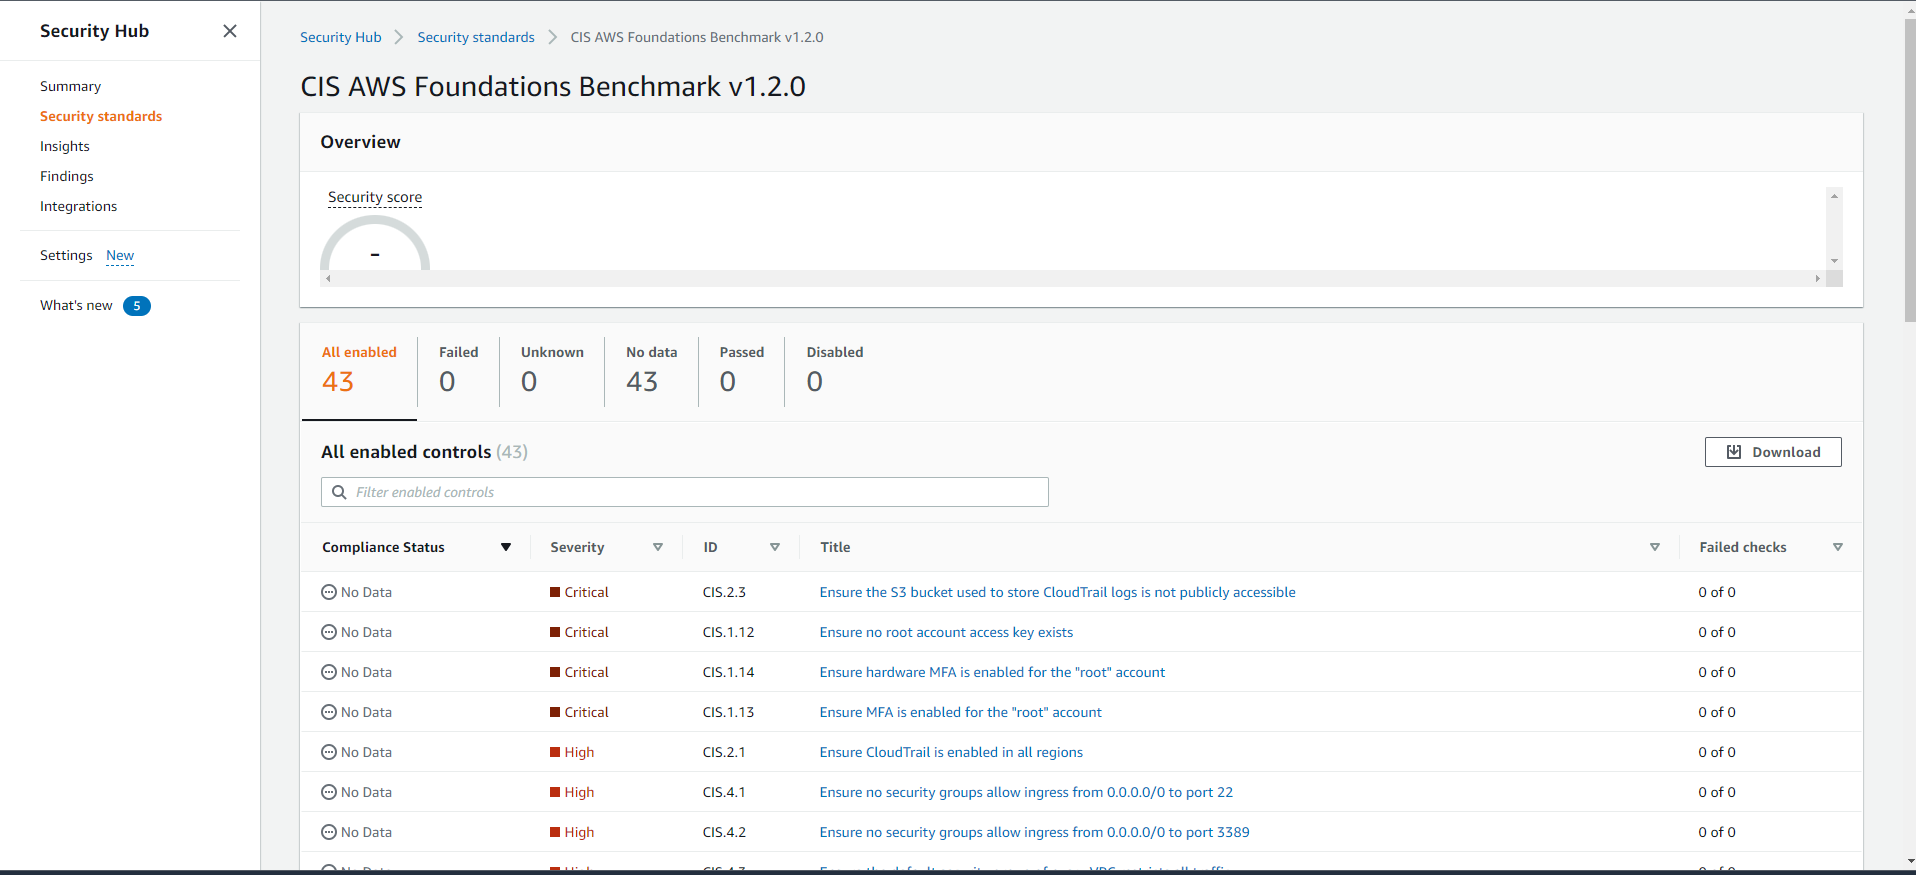 Security Hub
Summary
Security standards
Insights
Findings
Integrations
Settings New
What's new 5
Security Hub Security standards CIS AWS Foundations Benchmark v1.2.0
CIS AWS Foundations Benchmark v1.2.0
Overview
Security score
-
All enabled Failed Unknown No data Passed Disabled
43 0 0 43 0 0
All enabled controls (43)
Download
Filter enabled controls
Compliance Status Severity ID Title Failed checks
No Data Critical CIS.2.3 Ensure the S3 bucket used to store CloudTrail logs is not publicly accessible 0 of 0
No Data Critical CIS.1.12 Ensure no root account access key exists 0 of 0
No Data Critical CIS.1.14 Ensure hardware MFA is enabled for the "root" account 0 of 0
No Data Critical CIS.1.13 Ensure MFA is enabled for the "root" account 0 of 0
No Data High CIS.2.1 Ensure CloudTrail is enabled in all regions 0 of 0
No Data High CIS.4.1 Ensure no security groups allow ingress from 0.0.0.0/0 to port 22 0 of 0
No Data High CIS.4.2 Ensure no security groups allow ingress from 0.0.0.0/0 to port 3389 0 of 0